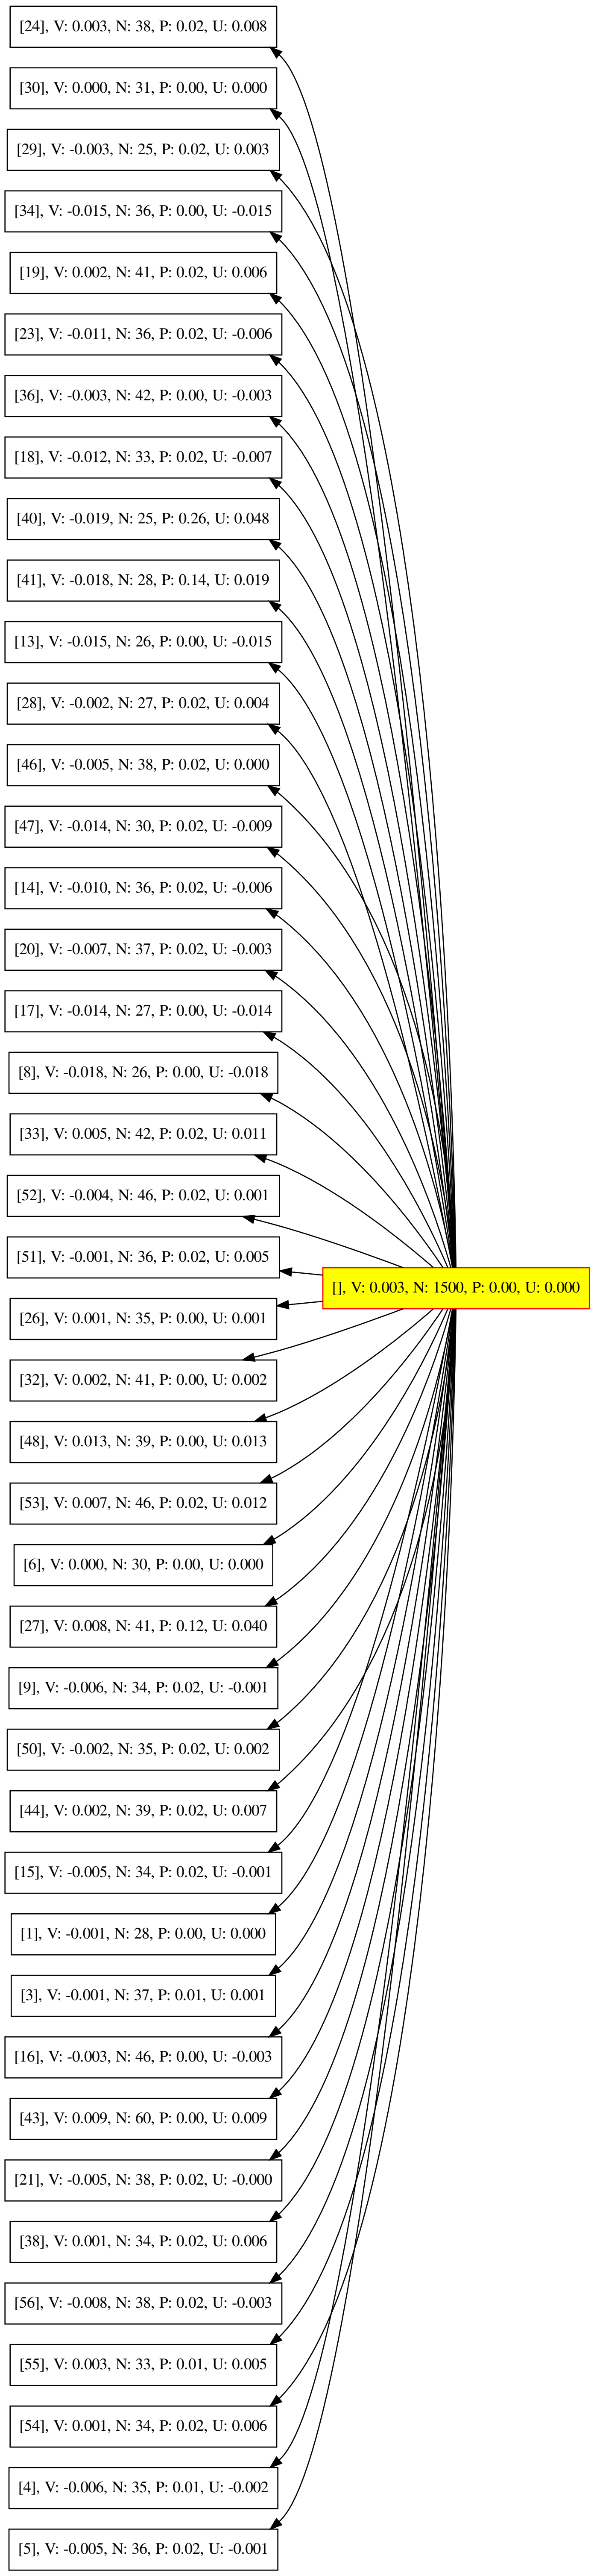 [24], V: 0.003, N: 38, P: 0.02, U: 0.008
[30], V: 0.000, N: 31, P: 0.00, U: 0.000
[29], V: -0.003, N: 25, P: 0.02, U: 0.003
[34], V: -0.015, N: 36, P: 0.00, U: -0.015
[19], V: 0.002, N: 41, P: 0.02, U: 0.006
[23], V: -0.011, N: 36, P: 0.02, U: -0.006
[36], V: -0.003, N: 42, P: 0.00, U: -0.003
[18], V: -0.012, N: 33, P: 0.02, U: -0.007
[40], V: -0.019, N: 25, P: 0.26, U: 0.048
[41], V: -0.018, N: 28, P: 0.14, U: 0.019
[13], V: -0.015, N: 26, P: 0.00, U: -0.015
[28], V: -0.002, N: 27, P: 0.02, U: 0.004
[46], V: -0.005, N: 38, P: 0.02, U: 0.000
[47], V: -0.014, N: 30, P: 0.02, U: -0.009
[14], V: -0.010, N: 36, P: 0.02, U: -0.006
[20], V: -0.007, N: 37, P: 0.02, U: -0.003
[17], V: -0.014, N: 27, P: 0.00, U: -0.014
[8], V: -0.018, N: 26, P: 0.00, U: -0.018
[33], V: 0.005, N: 42, P: 0.02, U: 0.011
[52], V: -0.004, N: 46, P: 0.02, U: 0.001
[51], V: -0.001, N: 36, P: 0.02, U: 0.005
[], V: 0.003, N: 1500, P: 0.00, U: 0.000
[26], V: 0.001, N: 35, P: 0.00, U: 0.001
[32], V: 0.002, N: 41, P: 0.00, U: 0.002
[48], V: 0.013, N: 39, P: 0.00, U: 0.013
[53], V: 0.007, N: 46, P: 0.02, U: 0.012
[6], V: 0.000, N: 30, P: 0.00, U: 0.000
[27], V: 0.008, N: 41, P: 0.12, U: 0.040
[9], V: -0.006, N: 34, P: 0.02, U: -0.001
[50], V: -0.002, N: 35, P: 0.02, U: 0.002
[44], V: 0.002, N: 39, P: 0.02, U: 0.007
[15], V: -0.005, N: 34, P: 0.02, U: -0.001
[1], V: -0.001, N: 28, P: 0.00, U: 0.000
[3], V: -0.001, N: 37, P: 0.01, U: 0.001
[16], V: -0.003, N: 46, P: 0.00, U: -0.003
[43], V: 0.009, N: 60, P: 0.00, U: 0.009
[21], V: -0.005, N: 38, P: 0.02, U: -0.000
[38], V: 0.001, N: 34, P: 0.02, U: 0.006
[56], V: -0.008, N: 38, P: 0.02, U: -0.003
[55], V: 0.003, N: 33, P: 0.01, U: 0.005
[54], V: 0.001, N: 34, P: 0.02, U: 0.006
[4], V: -0.006, N: 35, P: 0.01, U: -0.002
[5], V: -0.005, N: 36, P: 0.02, U: -0.001